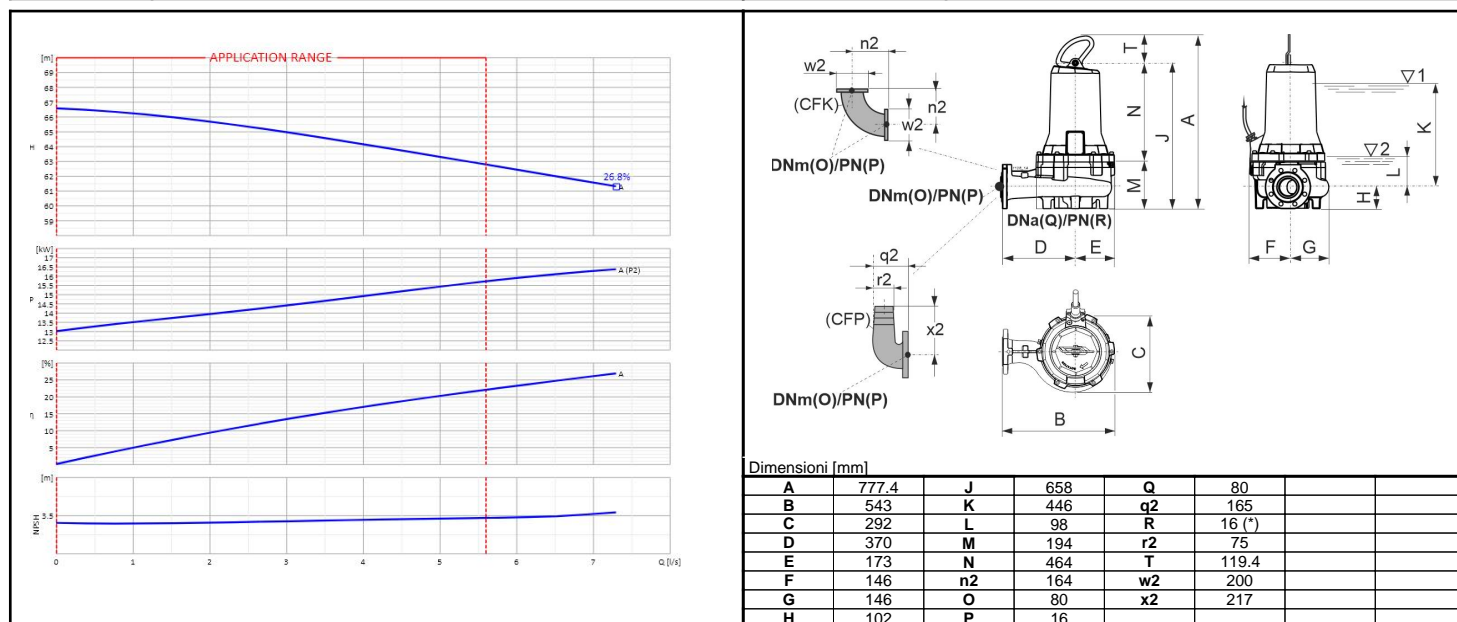 [m]
APPLICATION RANGE
69
68
67
66
65
H 64
63
62
61
60
59
26.8%
A
[kW]
17
16.5
16
15.5
P 15
14.5
14
13.5
13
12.5
A (P2)
[%]
25
20
15
η 10
5
A
[m]
NPSH 3.5
0 1 2 3 4 5 6 7 Q [l/s]
n2
w2
(CFK)
n2
w2
DNm(O)/PN(P)
DNm(O)/PN(P)
DNa(Q)/PN(R)
T
N
J
A
M
D E
▽1
▽2
K
L
H
F G
q2
r2
(CFP)
x2
DNm(O)/PN(P)
C
B
Dimensioni [mm]
A 777.4 J 658 Q 80
B 543 K 446 q2 165
C 292 L 98 R 16 (*)
D 370 M 194 r2 75
E 173 N 464 T 119.4
F 146 n2 164 w2 200
G 146 O 80 x2 217
H 102 P 16